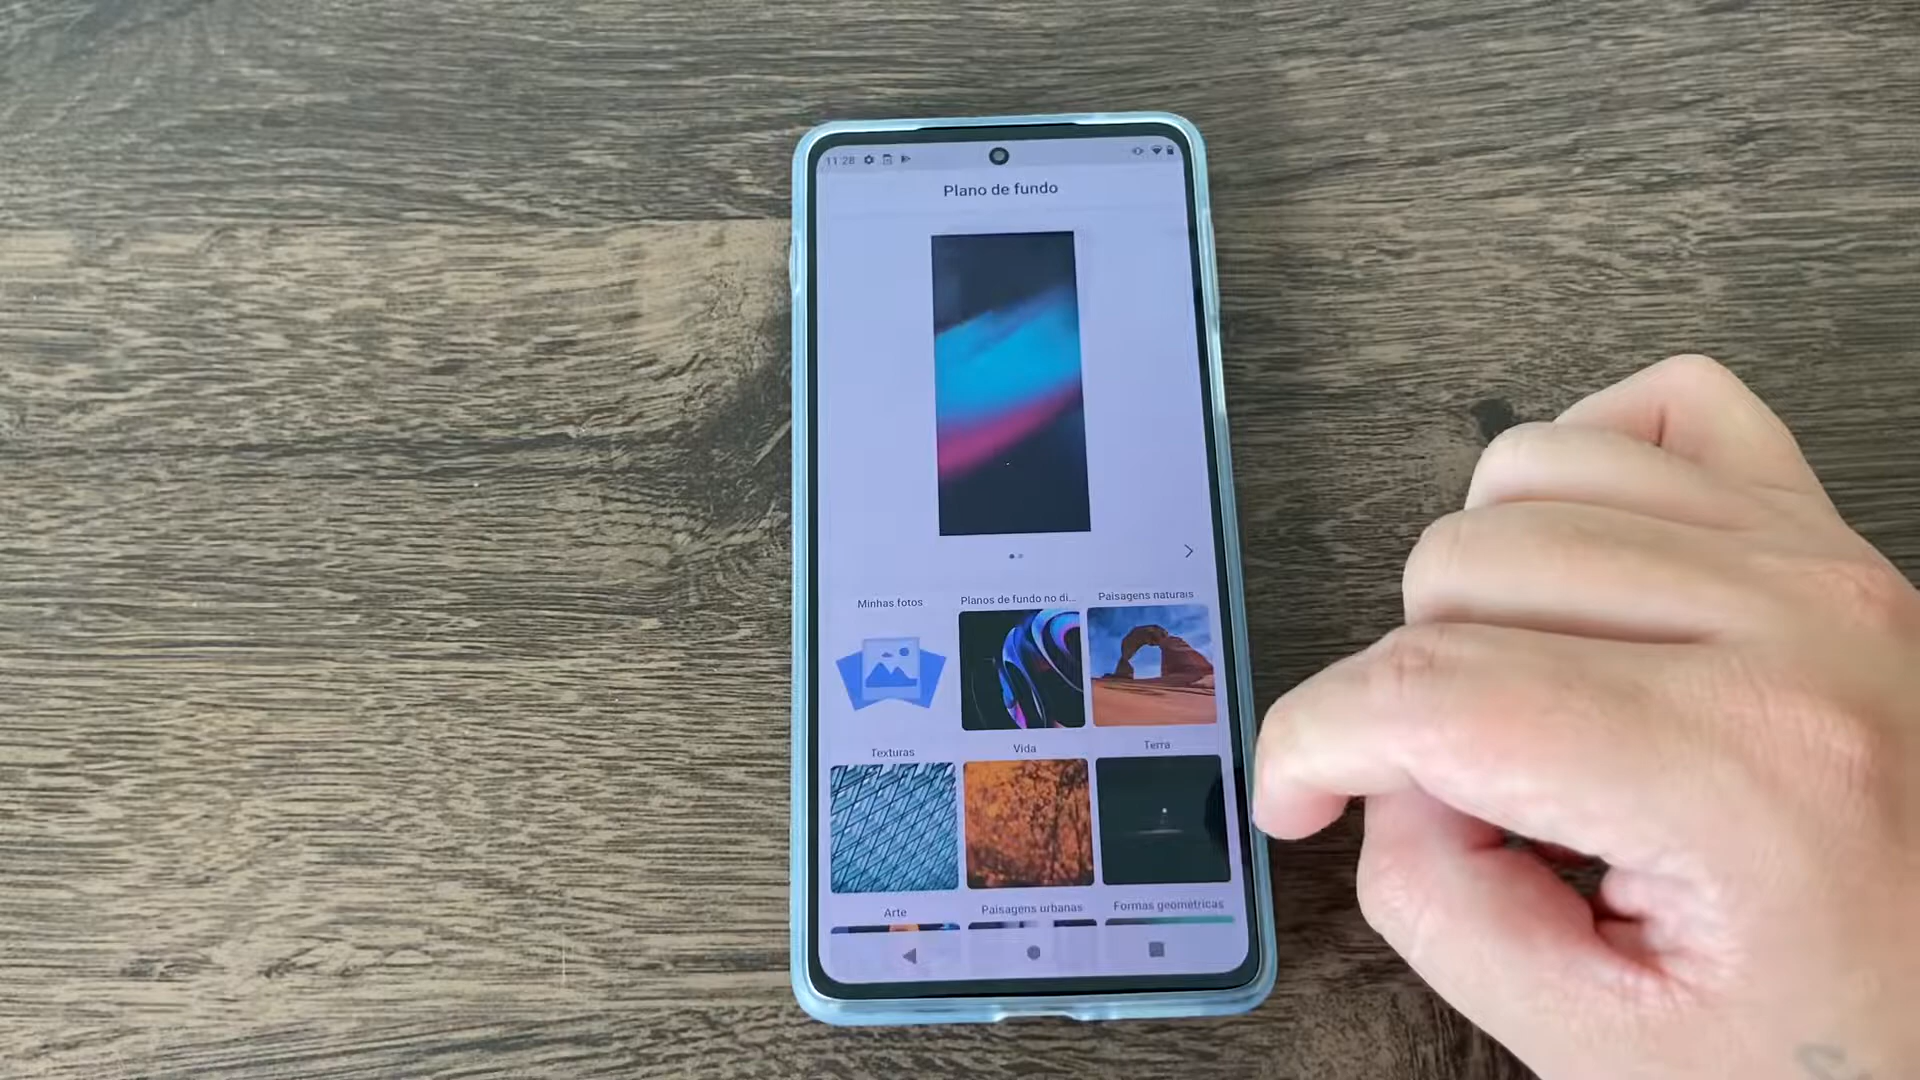 11:28
Plano de fundo
Minhas fotos
Planos de fundo no di...
Paisagens naturais
Texturas
Vida
Terra
Arte
Paisagens urbanas
Formas geométricas